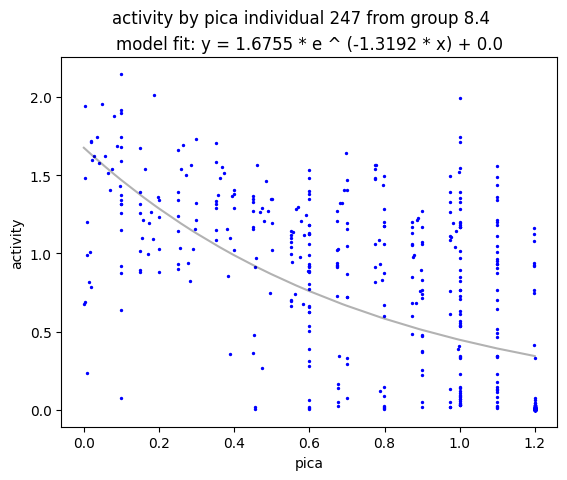 activity by pica individual 247 from group 8.4
model fit: y = 1.6755 * e ^ (-1.3192 * x) + 0.0
activity
2.0
1.5
1.0
0.5
0.0
0.0 0.2 0.4 0.6 0.8 1.0 1.2
pica